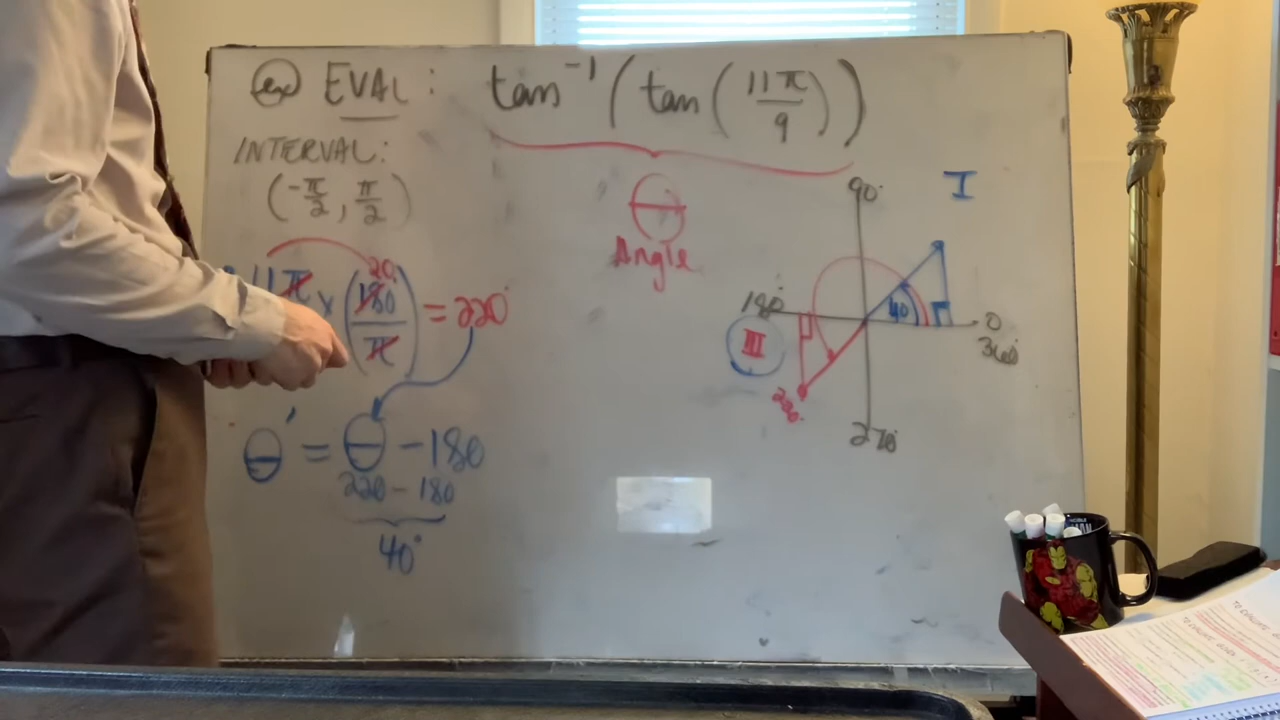 ex EVAL: tan⁻¹(tan(11π/9))
INTERVAL:
(-π/2, π/2)
11π × (180/π) = 220°
20
θ' = θ - 180
220 - 180
40°
θ
Angle
90°
I
180°
40
0
360°
III
220°
270°